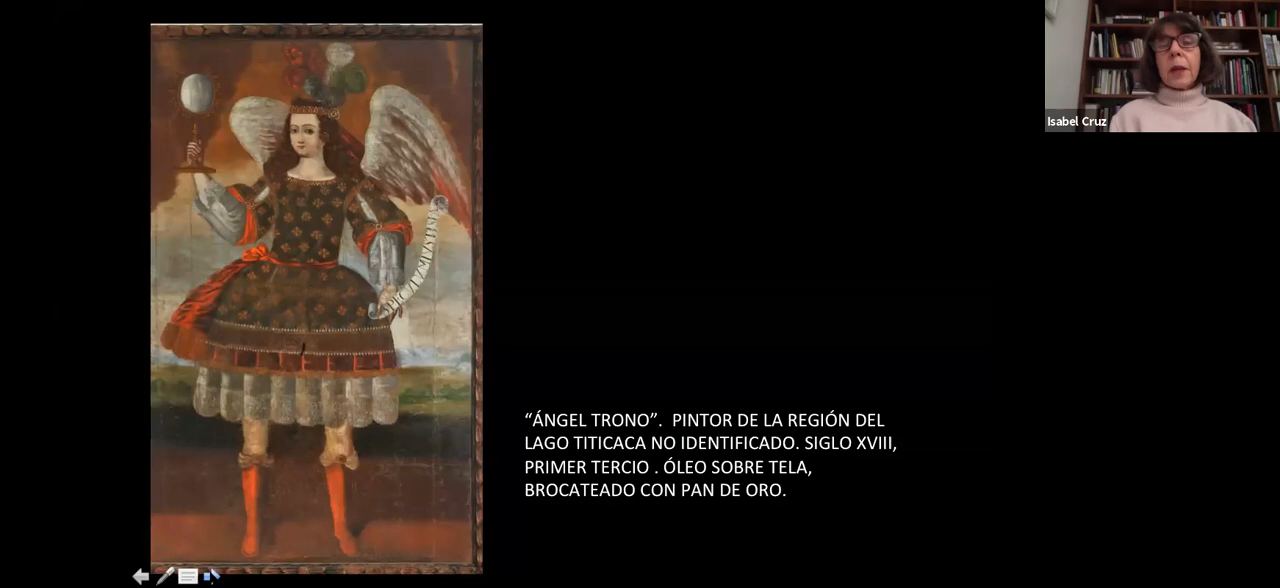 Isabel Cruz
“ÁNGEL TRONO”. PINTOR DE LA REGIÓN DEL
LAGO TITICACA NO IDENTIFICADO. SIGLO XVIII,
PRIMER TERCIO . ÓLEO SOBRE TELA,
BROCATEADO CON PAN DE ORO.